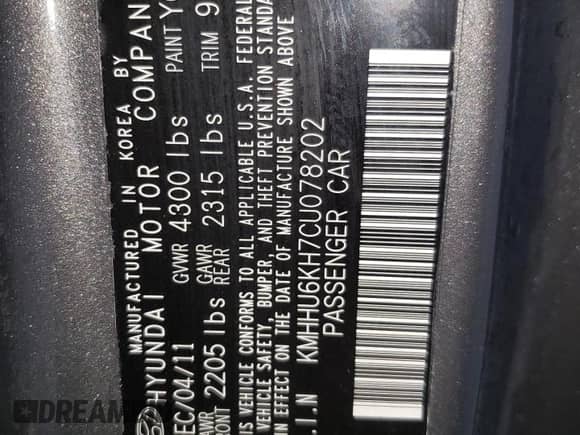 MANUFACTURED IN KOREA BY
HYUNDAI MOTOR COMPAN
EC/04/11 GVWR 4300 lbs PAINT
GAWR
2205 lbs REAR 2315 lbs TRIM 9
IS VEHICLE CONFORMS TO ALL APPLICABLE U.S.A. FEDERAL
VEHICLE SAFETY, BUMPER, AND THEFT PREVENTION STANDA
IN EFFECT ON THE DATE OF MANUFACTURE SHOWN ABOVE
.I.N KMHHU6KH7CU078202
PASSENGER CAR